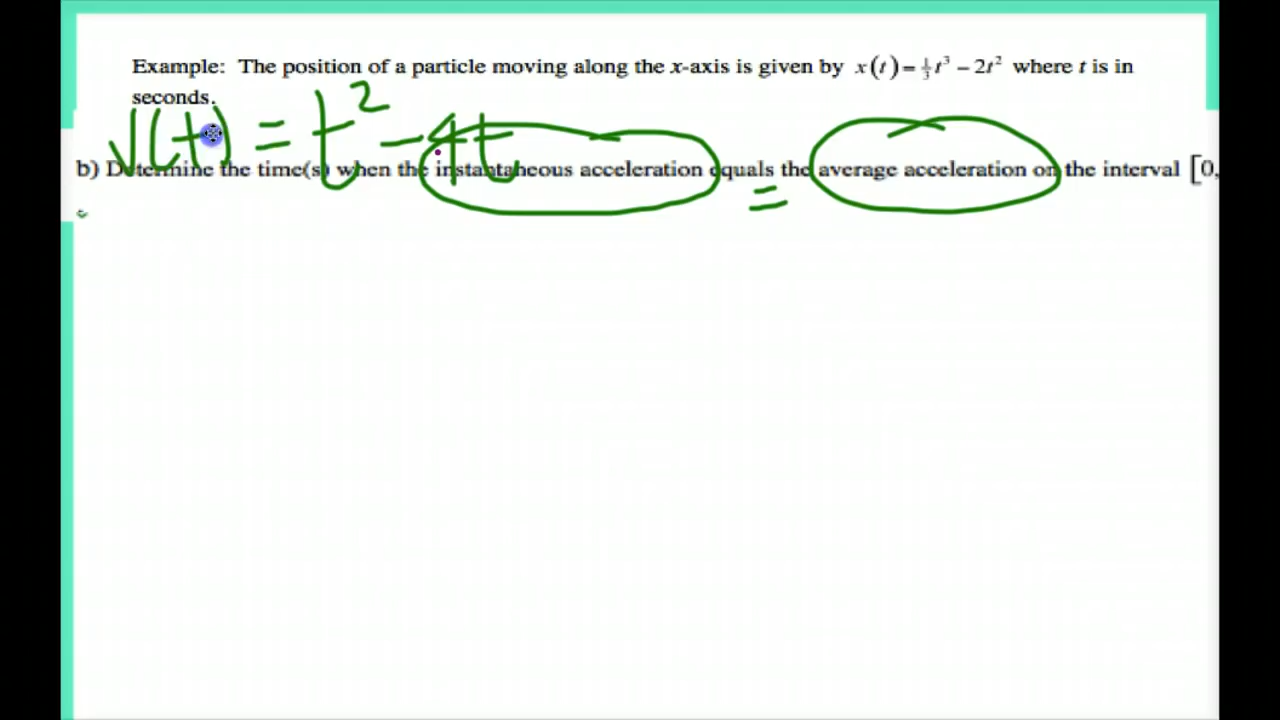 Example: The position of a particle moving along the x-axis is given by x(t) = ⅓t³ − 2t² where t is in
seconds.
v(t) = t² − 4t
b) Determine the time(s) when the instantaneous acceleration equals the average acceleration on the interval [0,
=